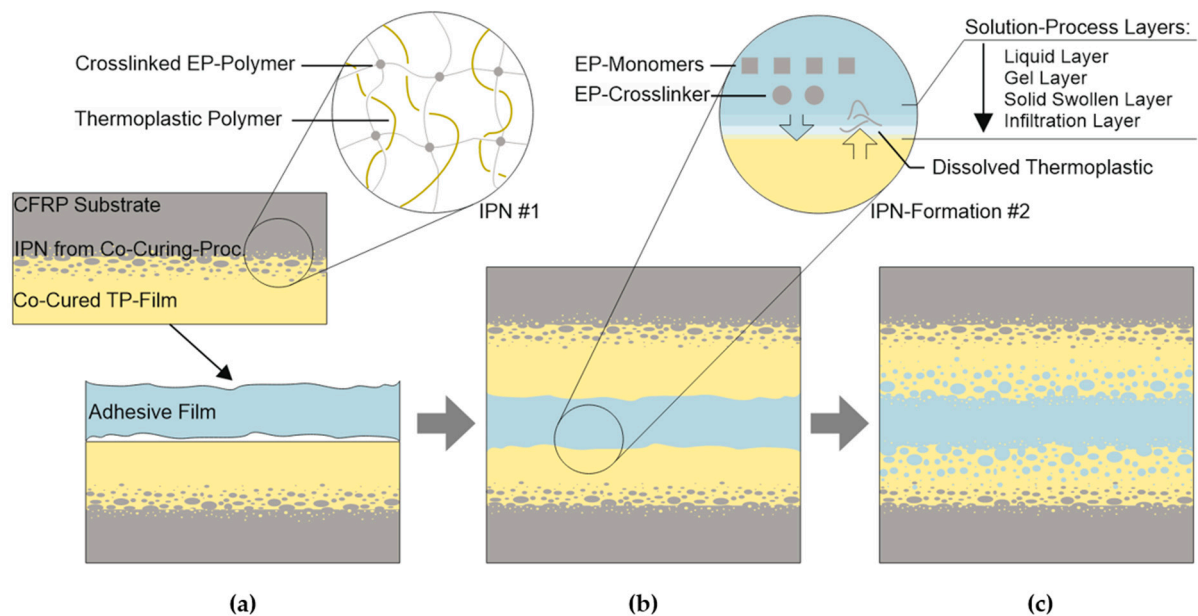 Crosslinked EP-Polymer
Thermoplastic Polymer
IPN #1
CFRP Substrate
IPN from Co-Curing-Proc.
Co-Cured TP-Film
Adhesive Film
EP-Monomers
EP-Crosslinker
Solution-Process Layers:
Liquid Layer
Gel Layer
Solid Swollen Layer
Infiltration Layer
Dissolved Thermoplastic
IPN-Formation #2
(a)
(b)
(c)